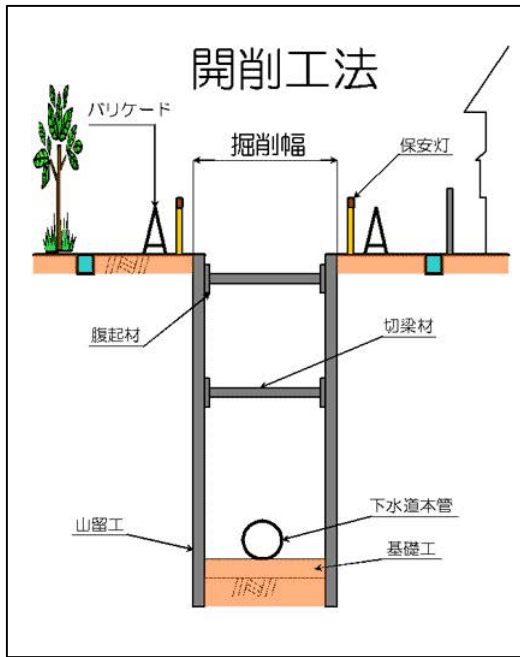 開削工法
バリケード
保安灯
掘削幅
腹起材
切梁材
下水道本管
山留工
基礎工